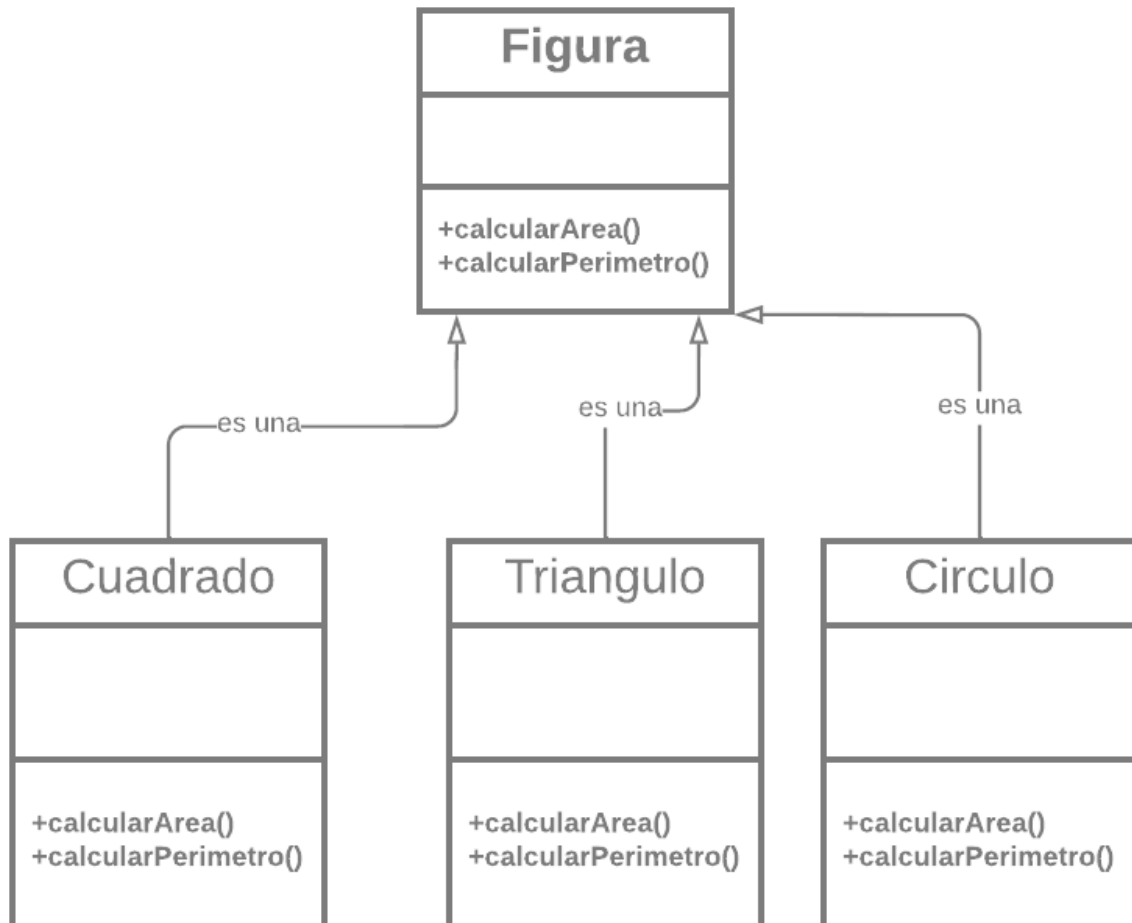 Figura
+calcularArea()
+calcularPerimetro()
es una
es una
es una
Cuadrado
+calcularArea()
+calcularPerimetro()
Triangulo
+calcularArea()
+calcularPerimetro()
Circulo
+calcularArea()
+calcularPerimetro()